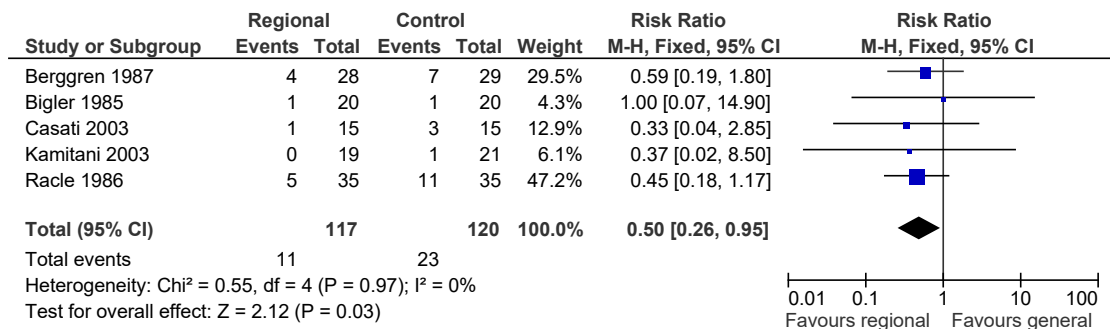 Regional Control Risk Ratio Risk Ratio
Study or Subgroup Events Total Events Total Weight M-H, Fixed, 95% CI M-H, Fixed, 95% CI
Berggren 1987 4 28 7 29 29.5% 0.59 [0.19, 1.80]
Bigler 1985 1 20 1 20 4.3% 1.00 [0.07, 14.90]
Casati 2003 1 15 3 15 12.9% 0.33 [0.04, 2.85]
Kamitani 2003 0 19 1 21 6.1% 0.37 [0.02, 8.50]
Racle 1986 5 35 11 35 47.2% 0.45 [0.18, 1.17]
Total (95% CI) 117 120 100.0% 0.50 [0.26, 0.95]
Total events 11 23
Heterogeneity: Chi² = 0.55, df = 4 (P = 0.97); I² = 0%
Test for overall effect: Z = 2.12 (P = 0.03)
0.01 0.1 1 10 100
Favours regional Favours general